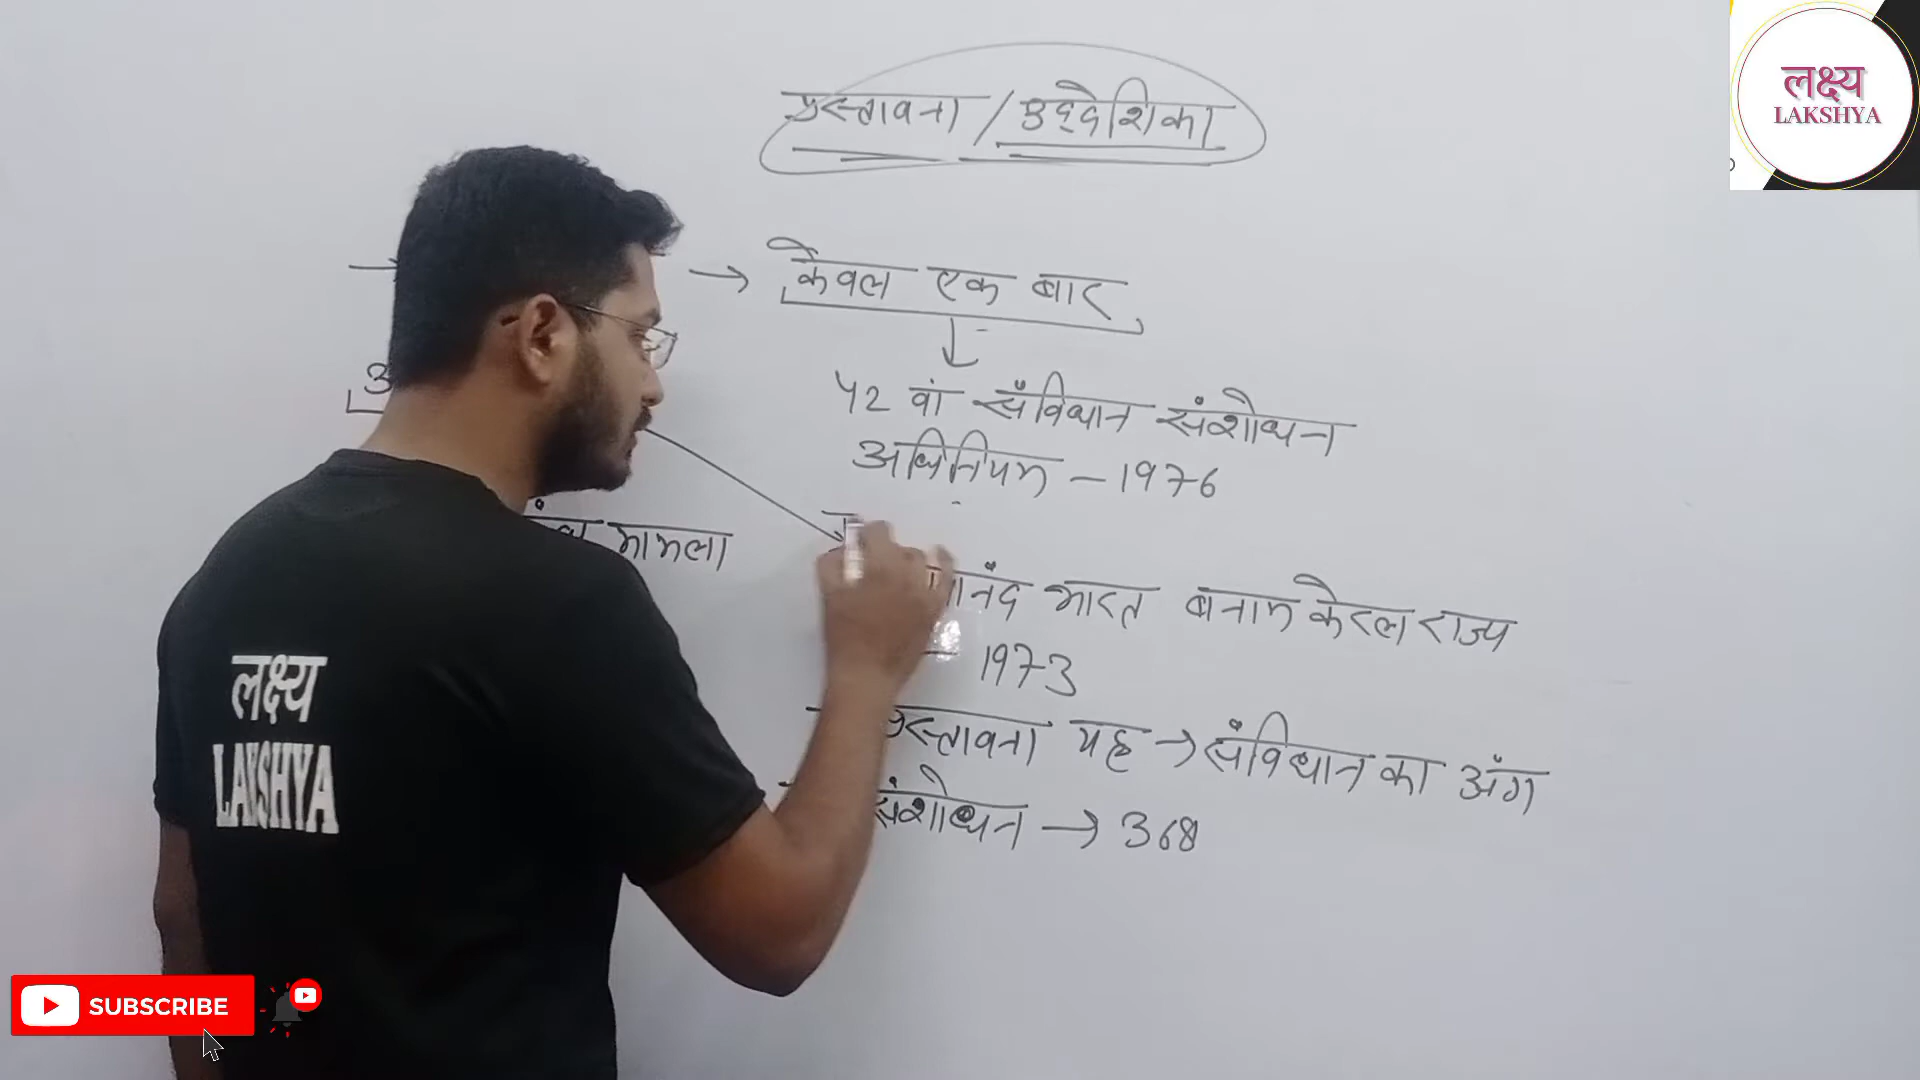 प्रस्तावना / उद्देशिका
लक्ष्य
LAKSHYA
→ केवल एक बार
42 वां संविधान संशोधन
अधिनियम – 1976
मामला
भारत बनाम केरल राज्य
– 1973
प्रस्तावना यह → संविधान का अंग
संशोधन → 368
लक्ष्य
LAKSHYA
SUBSCRIBE